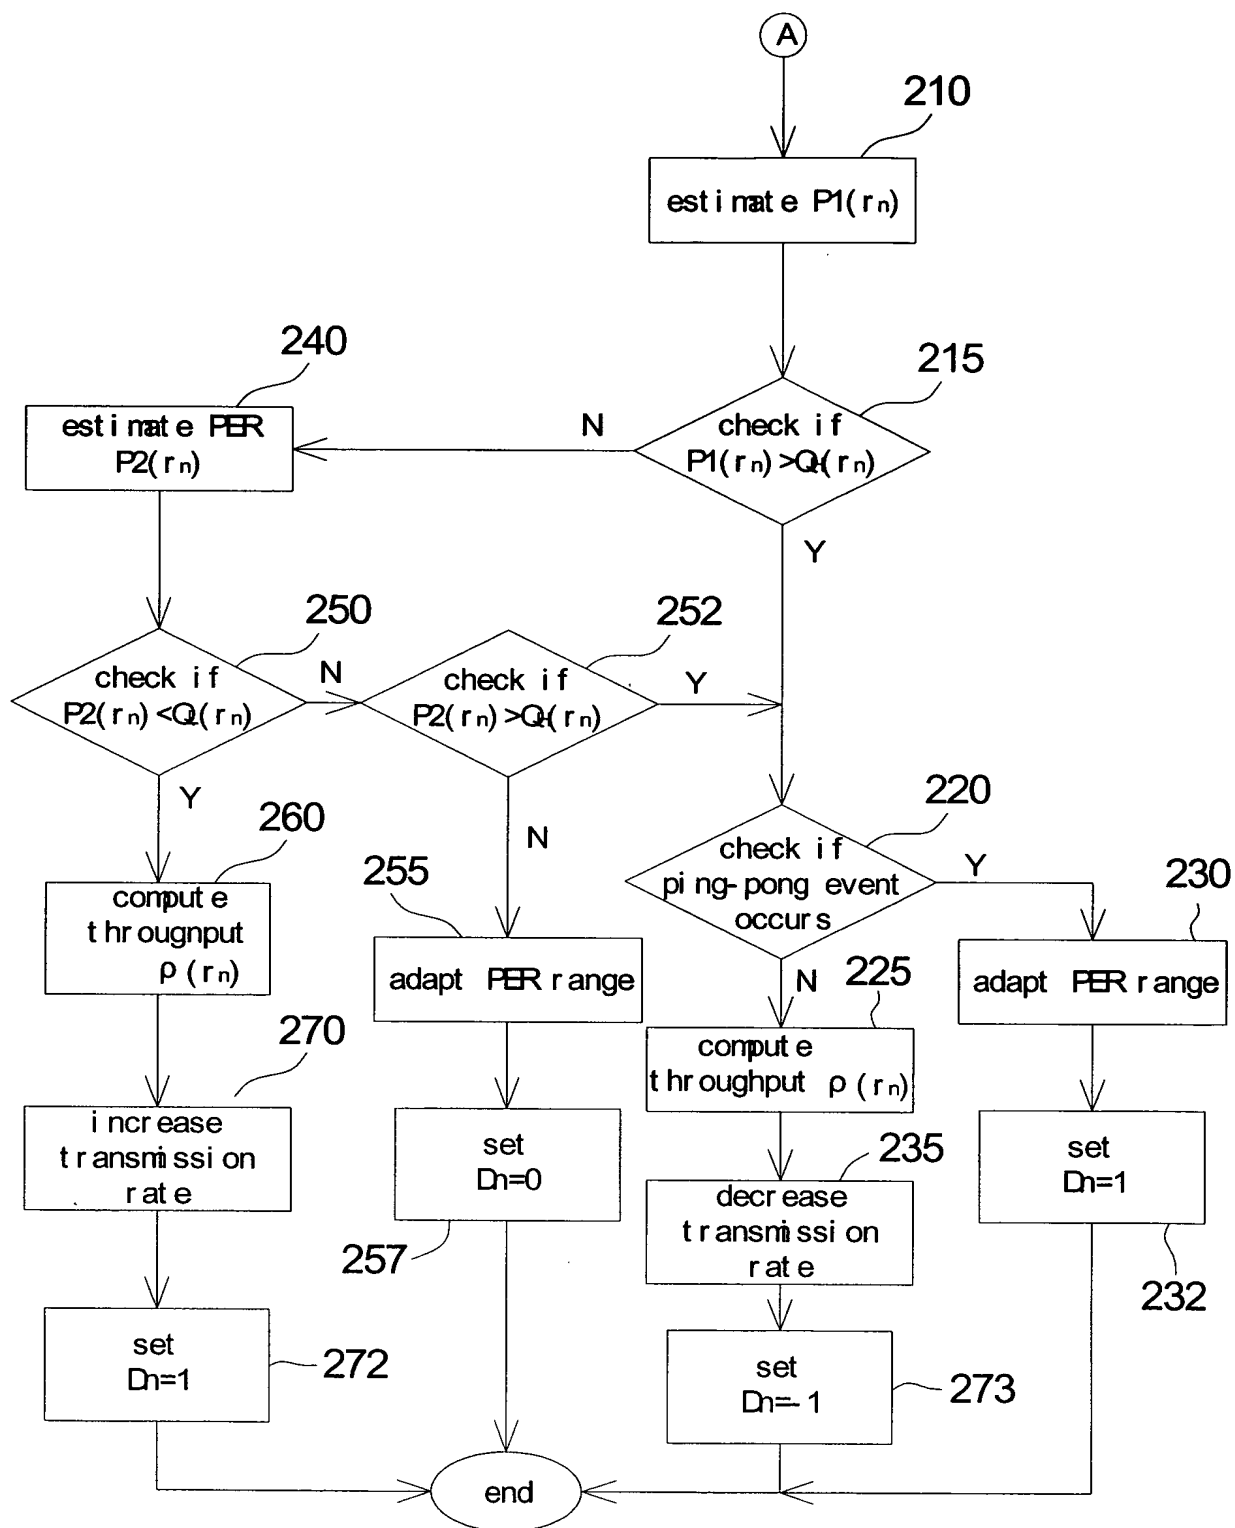 A
210
estimate P1(rn)
240
215
estimate PER
P2(rn)
N
check if
P1(rn)>QH(rn)
Y
250
252
check if
P2(rn)<QL(rn)
N
check if
P2(rn)>QH(rn)
Y
Y
N
260
220
compute
througnput
ρ(rn)
255
adapt PER range
check if
ping-pong event
occurs
Y
230
adapt PER range
N
225
compute
throughput ρ(rn)
270
increase
transmission
rate
set
Dn=0
257
235
decrease
transmission
rate
set
Dn=1
232
set
Dn=1
272
set
Dn=-1
273
end